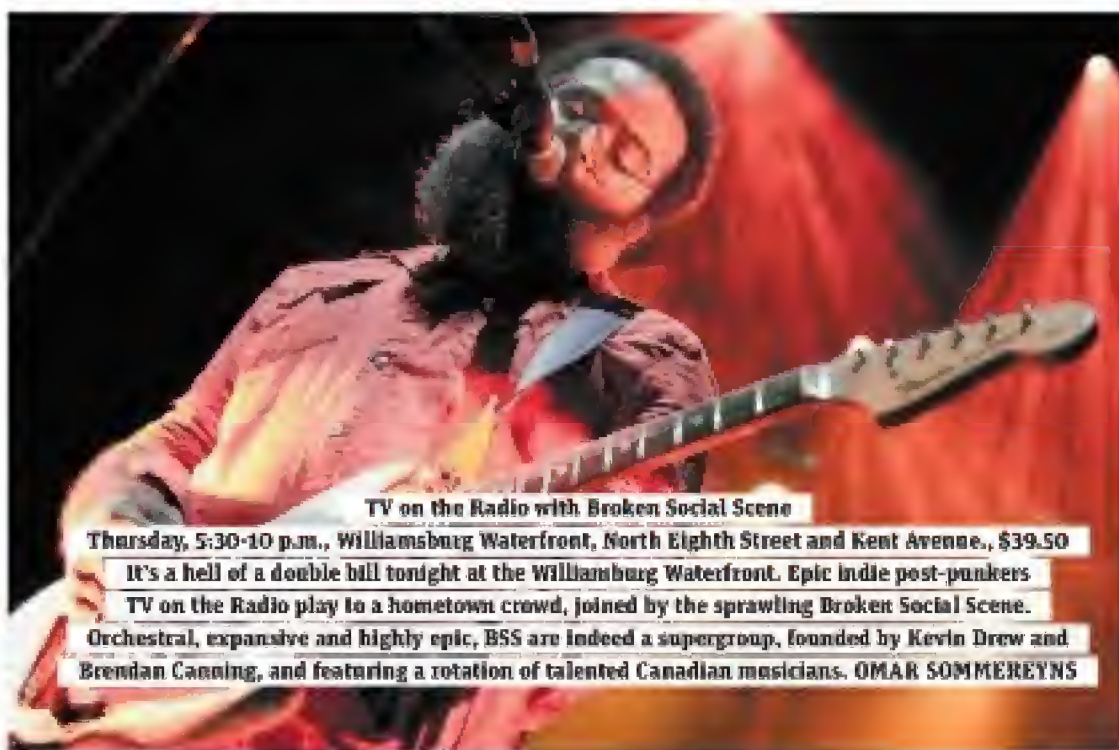 TV on the Radio with Broken Social Scene
Thursday, 5:30-10 p.m., Williamsburg Waterfront, North Eighth Street and Kent Avenue., $39.50
It's a hell of a double bill tonight at the Williamburg Waterfront. Epic indie post-punkers
TV on the Radio play to a hometown crowd, joined by the sprawling Broken Social Scene.
Orchestral, expansive and highly epic, BSS are indeed a supergroup, founded by Kevin Drew and
Brendan Canning, and featuring a rotation of talented Canadian musicians. OMAR SOMMEREYNS